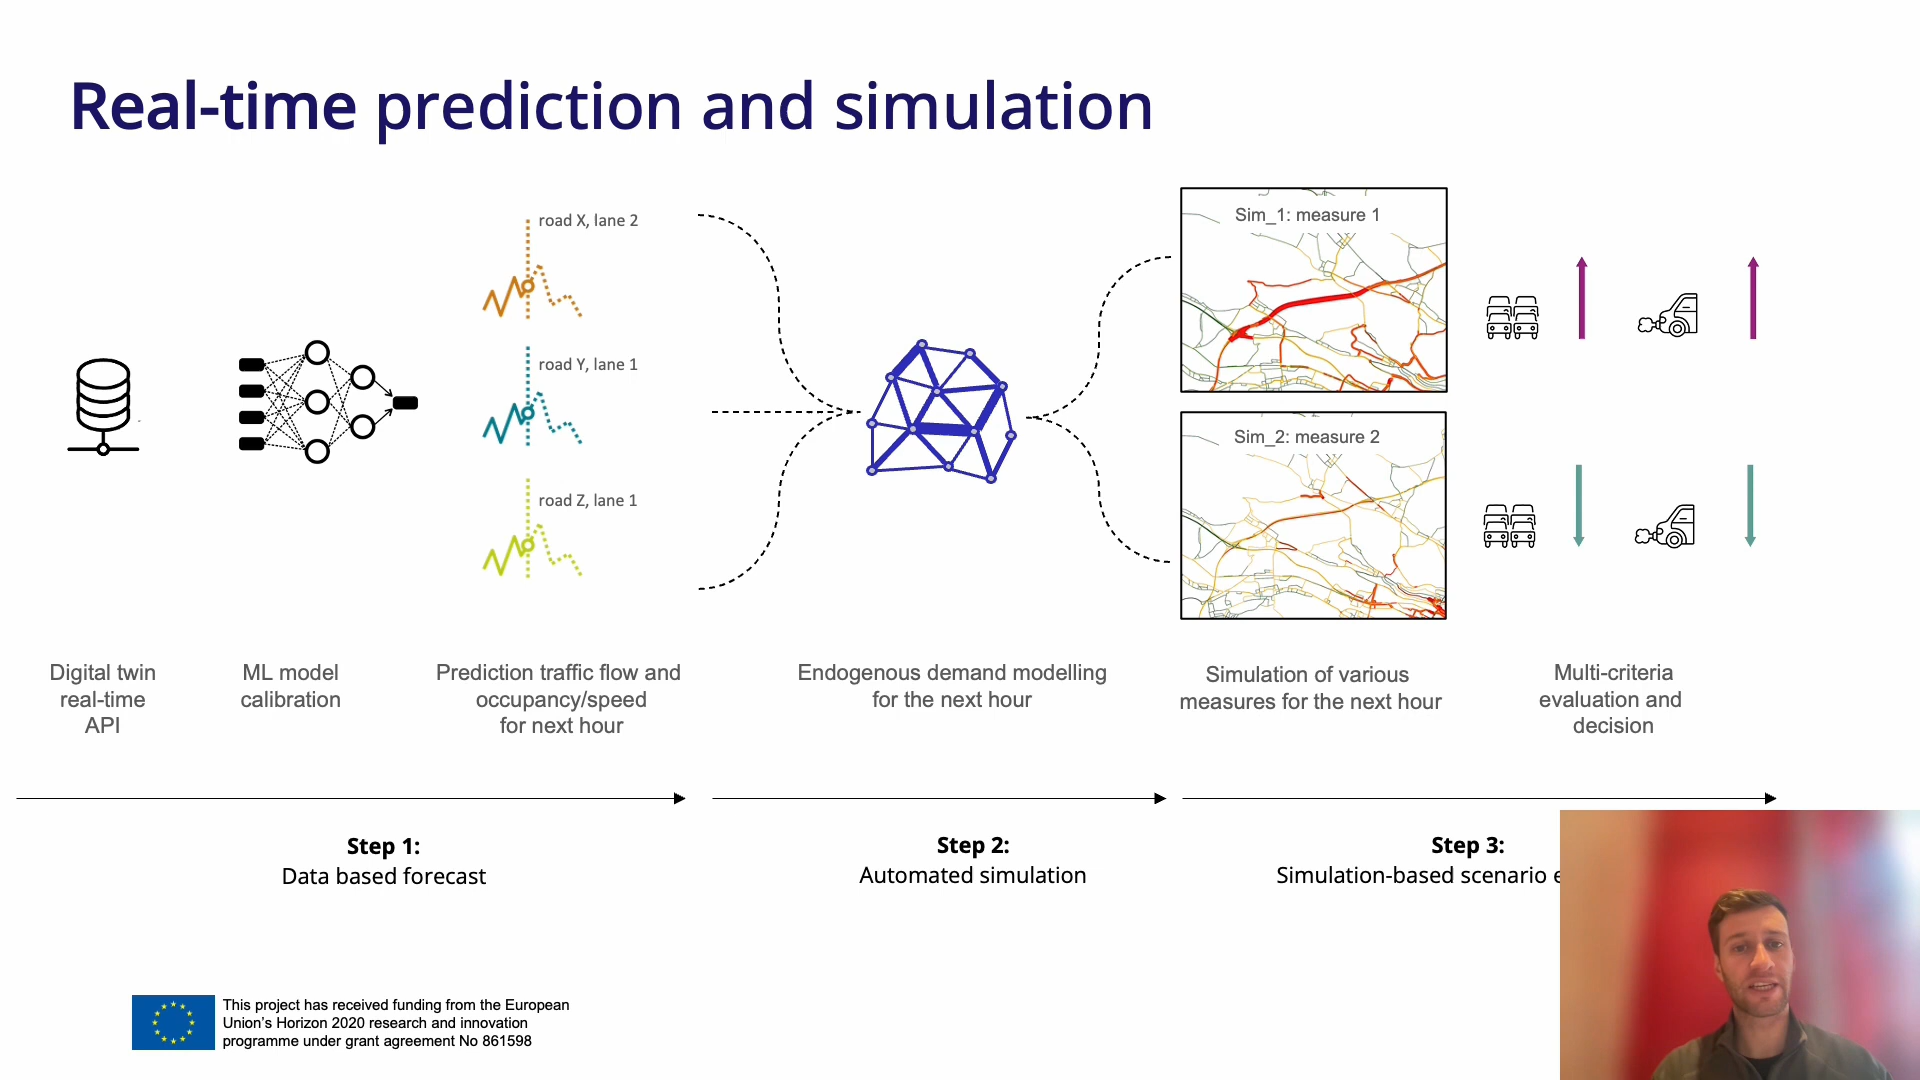 Real-time prediction and simulation
road X, lane 2
road Y, lane 1
road Z, lane 1
Sim_1: measure 1
Sim_2: measure 2
Digital twin
real-time
API
ML model
calibration
Prediction traffic flow and
occupancy/speed
for next hour
Endogenous demand modelling
for the next hour
Simulation of various
measures for the next hour
Multi-criteria
evaluation and
decision
Step 1:
Data based forecast
Step 2:
Automated simulation
Step 3:
Simulation-based scenario
This project has received funding from the European
Union's Horizon 2020 research and innovation
programme under grant agreement No 861598